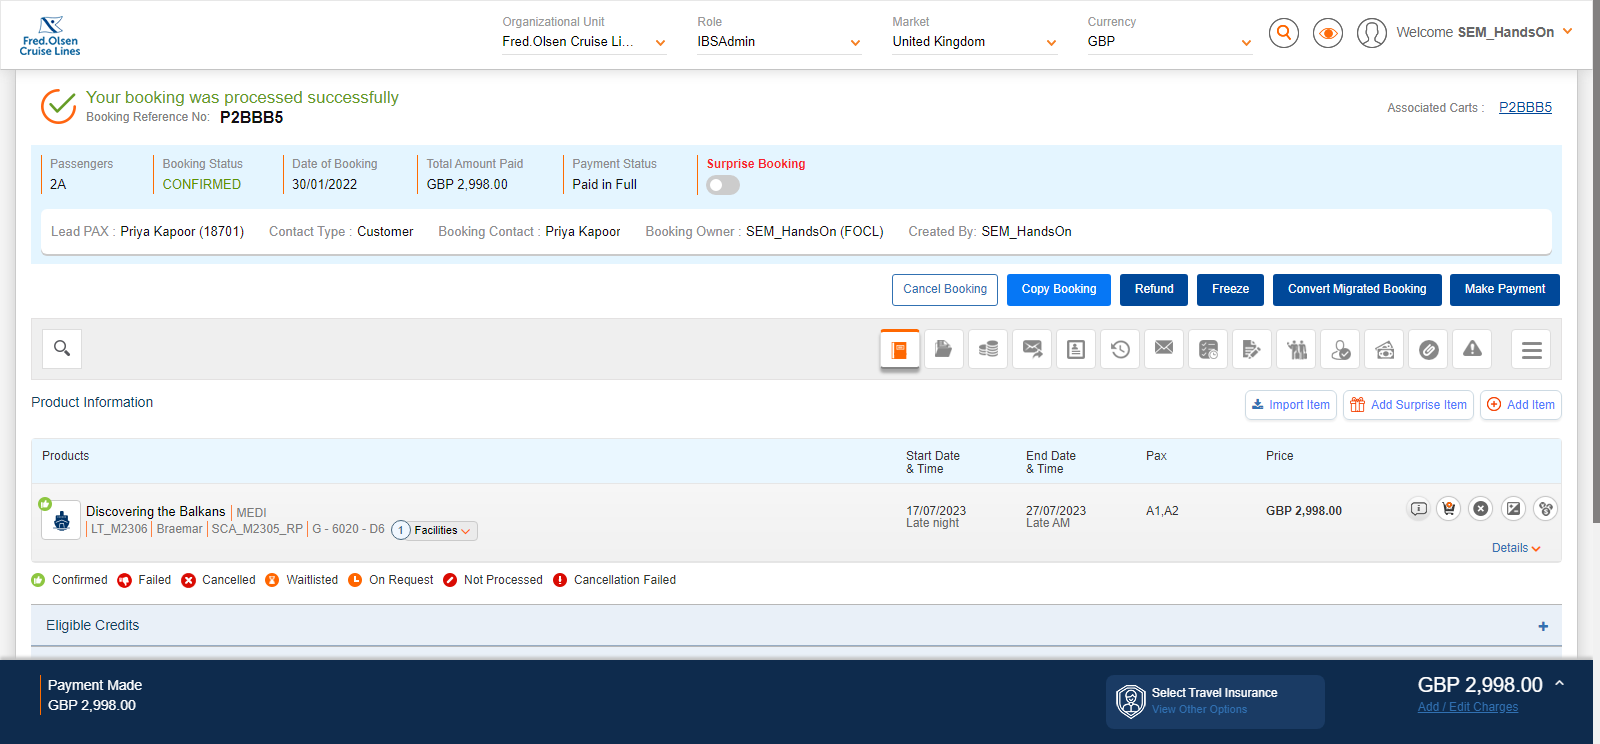 Fred.Olsen
Cruise Lines
Organizational Unit
Fred.Olsen Cruise Li...
Role
IBSAdmin
Market
United Kingdom
Currency
GBP
Welcome SEM_HandsOn
Your booking was processed successfully
Booking Reference No: P2BBB5
Associated Carts : P2BBB5
Passengers
2A
Booking Status
CONFIRMED
Date of Booking
30/01/2022
Total Amount Paid
GBP 2,998.00
Payment Status
Paid in Full
Surprise Booking
Lead PAX : Priya Kapoor (18701) Contact Type : Customer Booking Contact : Priya Kapoor Booking Owner : SEM_HandsOn (FOCL) Created By: SEM_HandsOn
Cancel Booking Copy Booking Refund Freeze Convert Migrated Booking Make Payment
Product Information
Import Item Add Surprise Item Add Item
Products
Start Date
& Time
End Date
& Time
Pax
Price
Discovering the Balkans MEDI
LT_M2306 Braemar SCA_M2305_RP G - 6020 - D6 1 Facilities
17/07/2023
Late night
27/07/2023
Late AM
A1,A2
GBP 2,998.00
Details
Confirmed Failed Cancelled Waitlisted On Request Not Processed Cancellation Failed
Eligible Credits
Payment Made
GBP 2,998.00
Select Travel Insurance
View Other Options
GBP 2,998.00
Add / Edit Charges